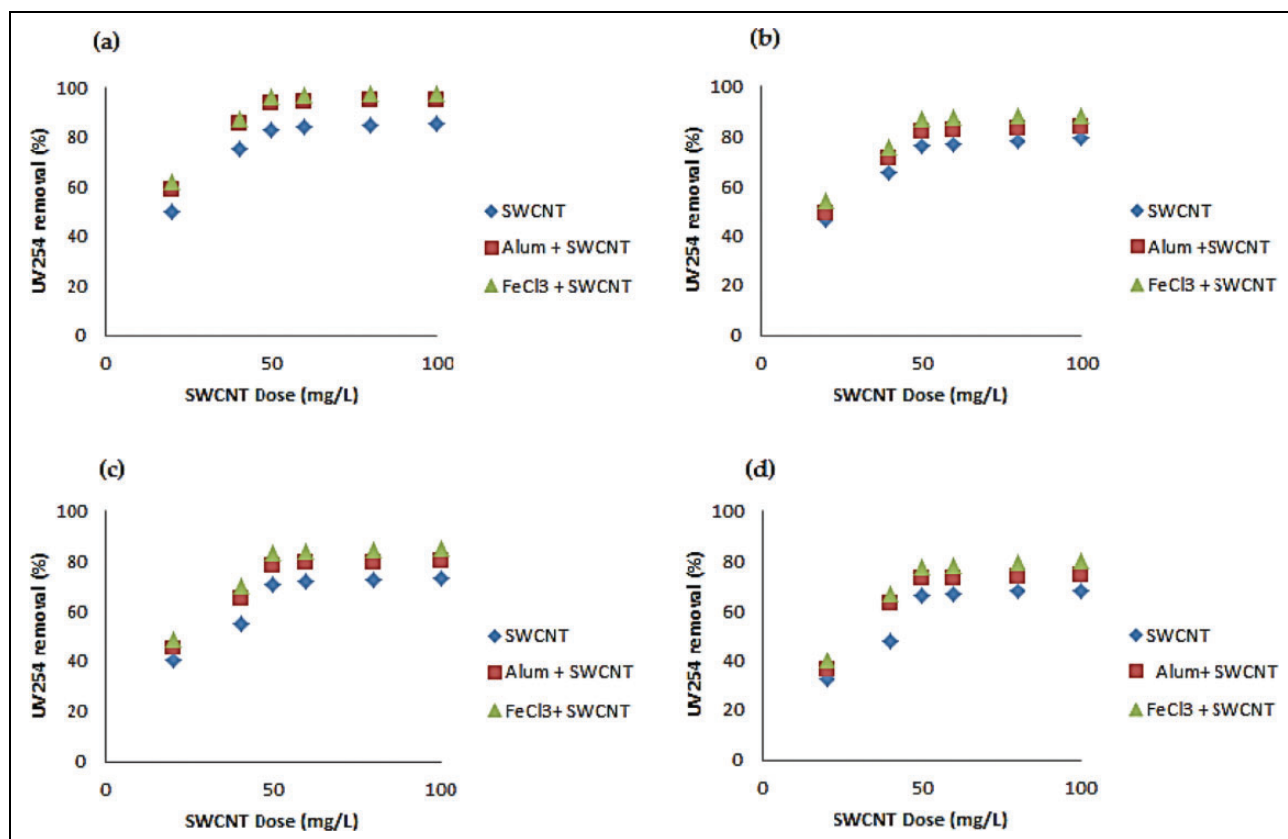 (a)
100
80
60
40
20
0
0
50
100
UV254 removal (%)
SWCNT Dose (mg/L)
SWCNT
Alum + SWCNT
FeCl3 + SWCNT
(b)
100
80
60
40
20
0
0
50
100
UV254 removal (%)
SWCNT Dose (mg/L)
SWCNT
Alum +SWCNT
FeCl3 + SWCNT
(c)
100
80
60
40
20
0
0
50
100
UV254 removal (%)
SWCNT Dose (mg/L)
SWCNT
Alum + SWCNT
FeCl3+ SWCNT
(d)
100
80
60
40
20
0
0
50
100
UV254 removal (%)
SWCNT Dose (mg/L)
SWCNT
Alum+ SWCNT
FeCl3 + SWCNT